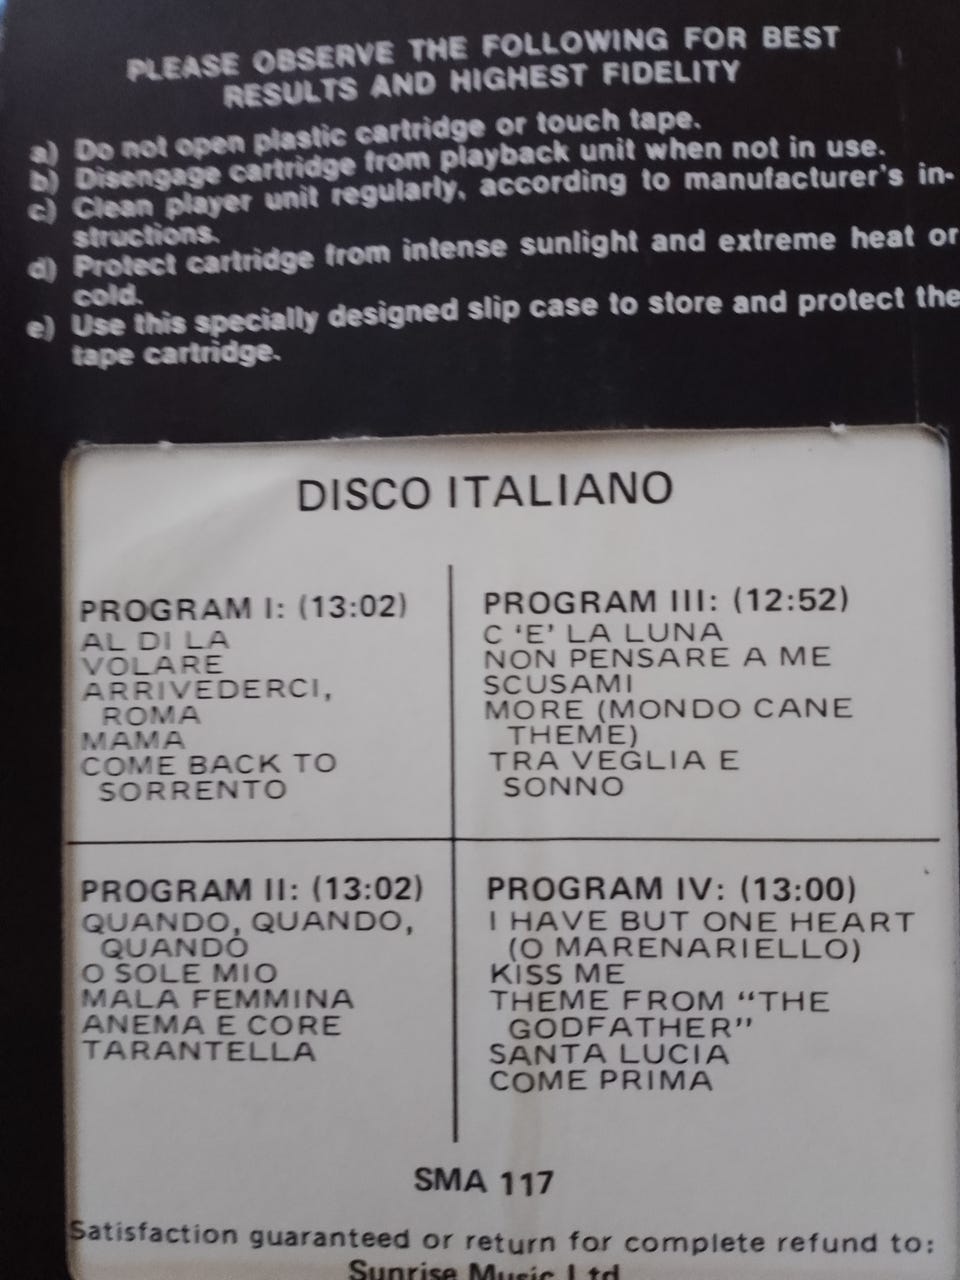 PLEASE OBSERVE THE FOLLOWING FOR BEST
RESULTS AND HIGHEST FIDELITY
a) Do not open plastic cartridge or touch tape.
b) Disengage cartridge from playback unit when not in use.
c) Clean player unit regularly, according to manufacturer's in-
structions.
d) Protect cartridge from intense sunlight and extreme heat or
cold.
e) Use this specially designed slip case to store and protect the
tape cartridge.
DISCO ITALIANO
PROGRAM I: (13:02)
AL DI LA
VOLARE
ARRIVEDERCI,
ROMA
MAMA
COME BACK TO
SORRENTO
PROGRAM II: (13:02)
QUANDO, QUANDO,
QUANDO
O SOLE MIO
MALA FEMMINA
ANEMA E CORE
TARANTELLA
PROGRAM III: (12:52)
C 'E' LA LUNA
NON PENSARE A ME
SCUSAMI
MORE (MONDO CANE
THEME)
TRA VEGLIA E
SONNO
PROGRAM IV: (13:00)
I HAVE BUT ONE HEART
(O MARENARIELLO)
KISS ME
THEME FROM "THE
GODFATHER"
SANTA LUCIA
COME PRIMA
SMA 117
Satisfaction guaranteed or return for complete refund to:
Sunrise Music Ltd